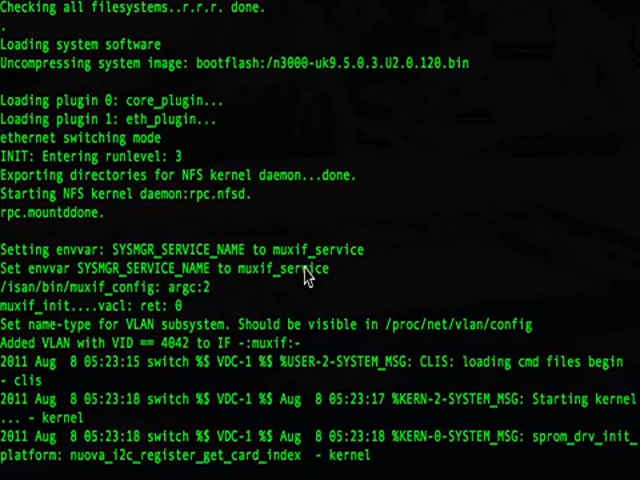 Checking all filesystems..r.r.r. done.
.
Loading system software
Uncompressing system image: bootflash:/n3000-uk9.5.0.3.U2.0.120.bin
Loading plugin 0: core_plugin...
Loading plugin 1: eth_plugin...
ethernet switching mode
INIT: Entering runlevel: 3
Exporting directories for NFS kernel daemon...done.
Starting NFS kernel daemon:rpc.nfsd.
rpc.mountddone.
Setting envvar: SYSMGR_SERVICE_NAME to muxif_service
Set envvar SYSMGR_SERVICE_NAME to muxif_service
/isan/bin/muxif_config: argc:2
muxif_init....vacl: ret: 0
Set name-type for VLAN subsystem. Should be visible in /proc/net/vlan/config
Added VLAN with VID == 4042 to IF -:muxif:-
2011 Aug  8 05:23:15 switch %$ VDC-1 %$ %USER-2-SYSTEM_MSG: CLIS: loading cmd files begin
- clis
2011 Aug  8 05:23:18 switch %$ VDC-1 %$ Aug  8 05:23:17 %KERN-2-SYSTEM_MSG: Starting kernel
... - kernel
2011 Aug  8 05:23:18 switch %$ VDC-1 %$ Aug  8 05:23:18 %KERN-0-SYSTEM_MSG: sprom_drv_init_
platform: nuova_i2c_register_get_card_index  - kernel